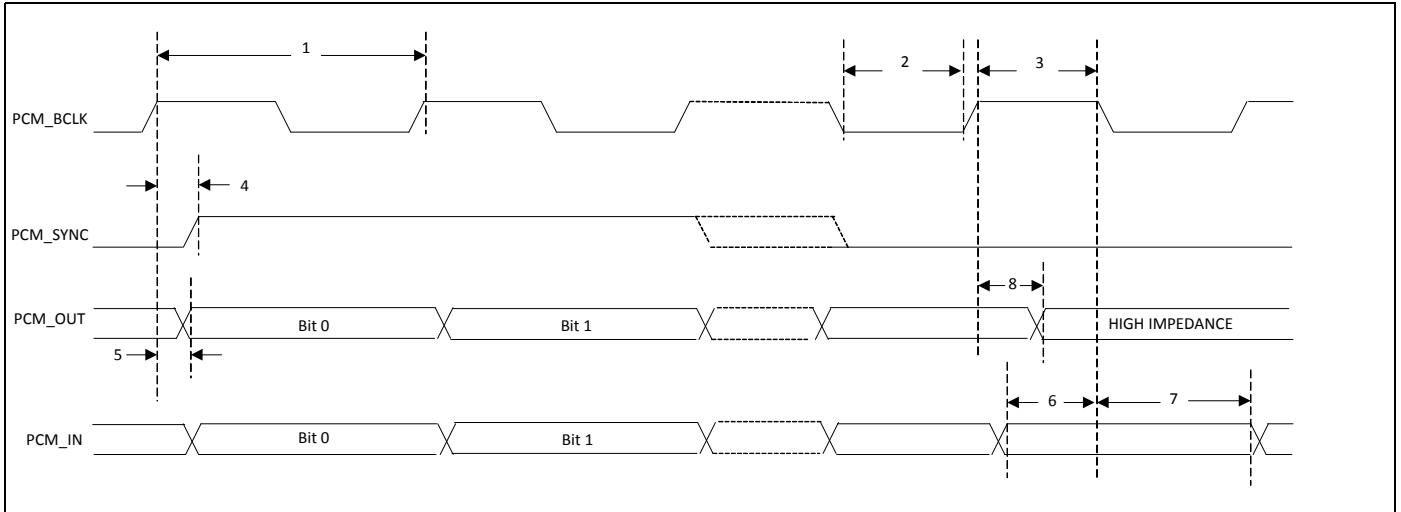 1
2
3
PCM_BCLK
4
PCM_SYNC
8
PCM_OUT
Bit 0
Bit 1
HIGH IMPEDANCE
5
6
7
PCM_IN
Bit 0
Bit 1